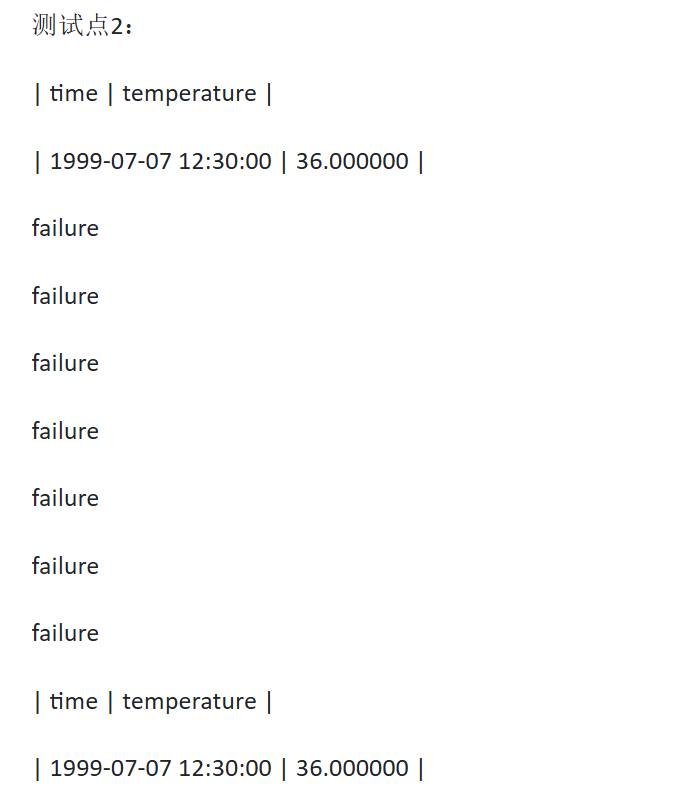 测试点2：
| time | temperature |
| 1999-07-07 12:30:00 | 36.000000 |
failure
failure
failure
failure
failure
failure
failure
| time | temperature |
| 1999-07-07 12:30:00 | 36.000000 |